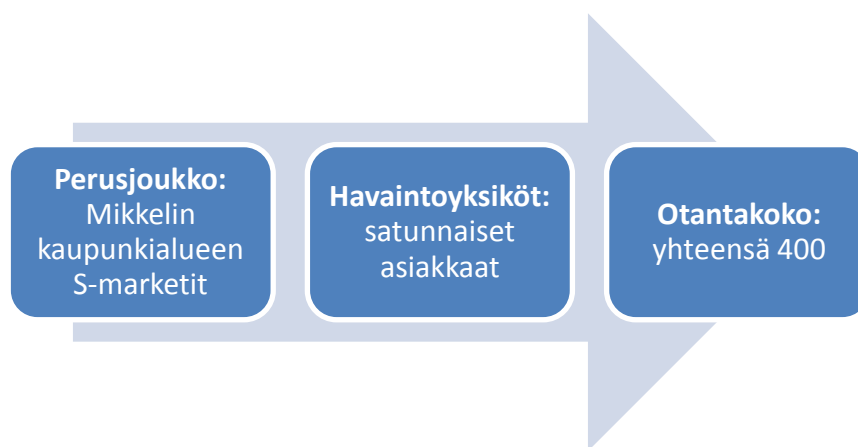 Perusjoukko:
Mikkelin
kaupunkialueen
S-marketit
Havaintoyksiköt:
satunnaiset
asiakkaat
Otantakoko:
yhteensä 400